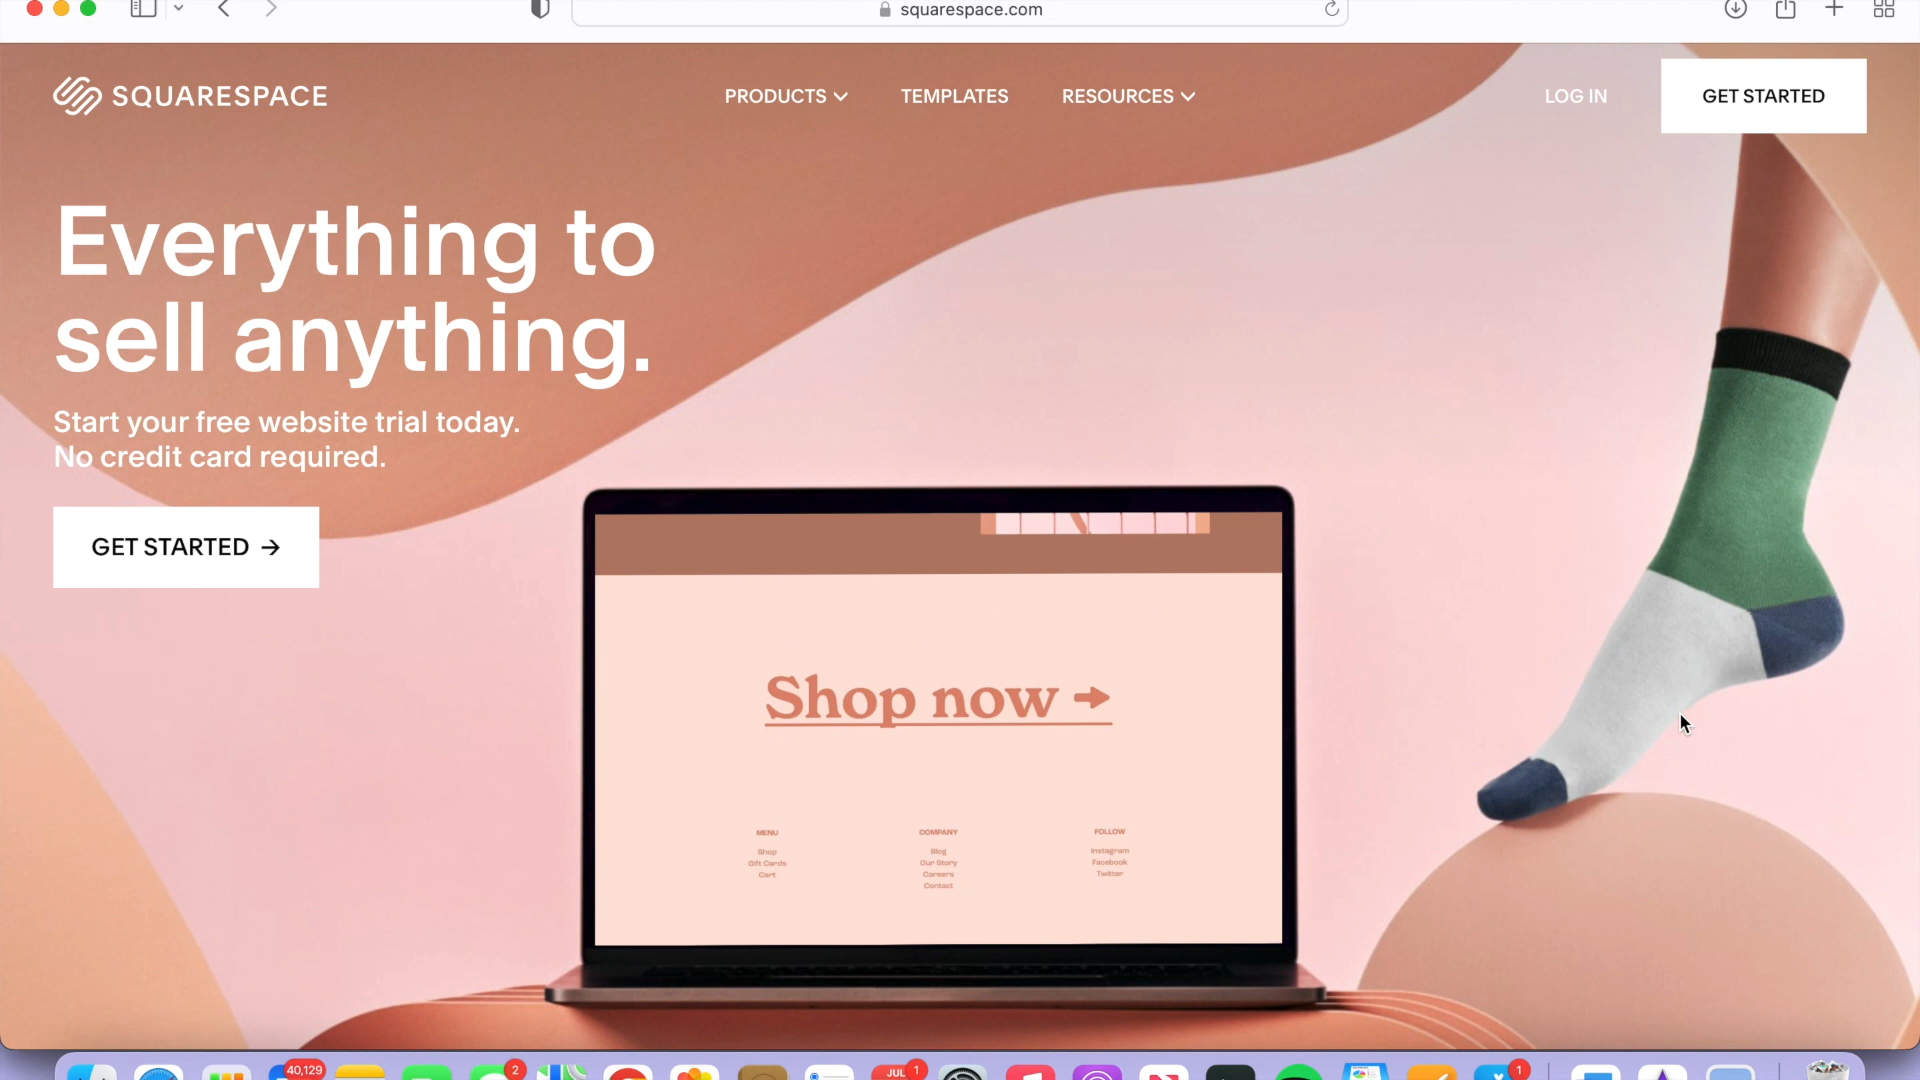 squarespace.com
SQUARESPACE
PRODUCTS
TEMPLATES
RESOURCES
LOG IN
GET STARTED
Everything to
sell anything.
Start your free website trial today.
No credit card required.
GET STARTED →
Shop now →
MENU
Shop
Gift Cards
Cart
COMPANY
Blog
Our Story
Careers
Contact
FOLLOW
Instagram
Facebook
Twitter
40,129
2
JUL
1
1